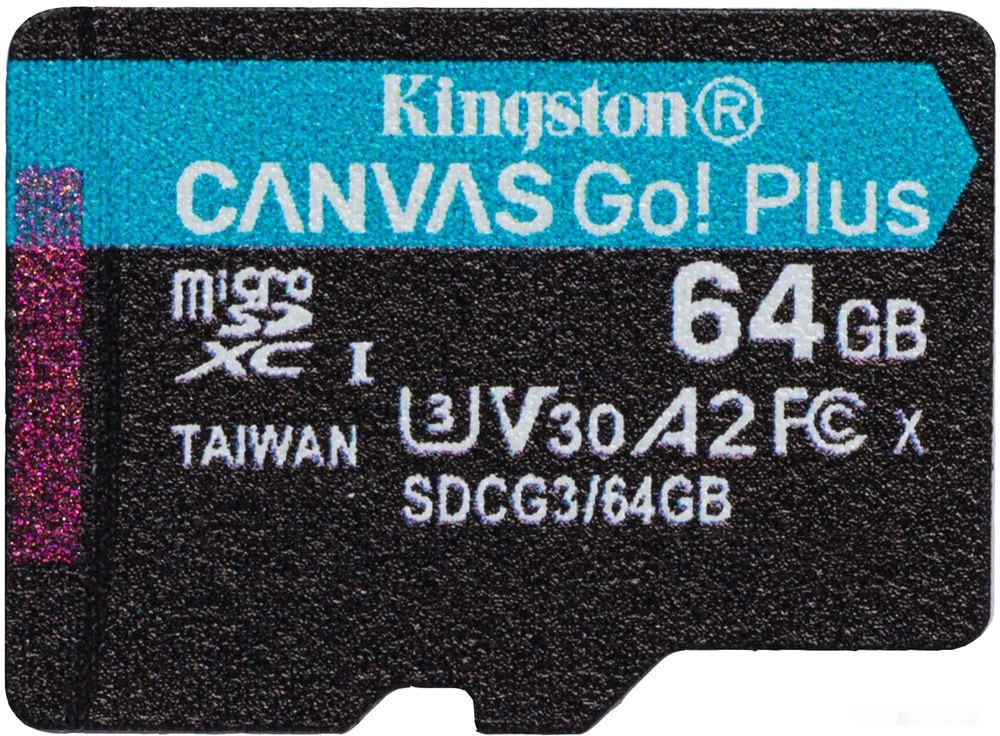 Kingston®
CANVAS Go! Plus
micro
SD
XC I
64GB
TAIWAN
U3 V30 A2 FC X
SDCG3/64GB